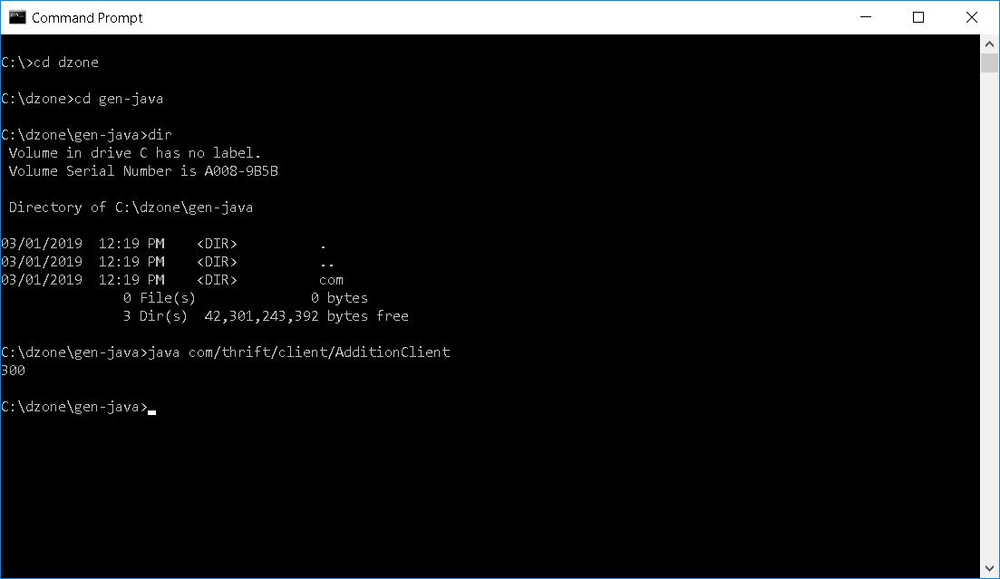 Command Prompt
C:\>cd dzone
C:\dzone>cd gen-java
C:\dzone\gen-java>dir
 Volume in drive C has no label.
 Volume Serial Number is A008-9B5B
 Directory of C:\dzone\gen-java
03/01/2019  12:19 PM    <DIR>          .
03/01/2019  12:19 PM    <DIR>          ..
03/01/2019  12:19 PM    <DIR>          com
               0 File(s)              0 bytes
               3 Dir(s)  42,301,243,392 bytes free
C:\dzone\gen-java>java com/thrift/client/AdditionClient
300
C:\dzone\gen-java>